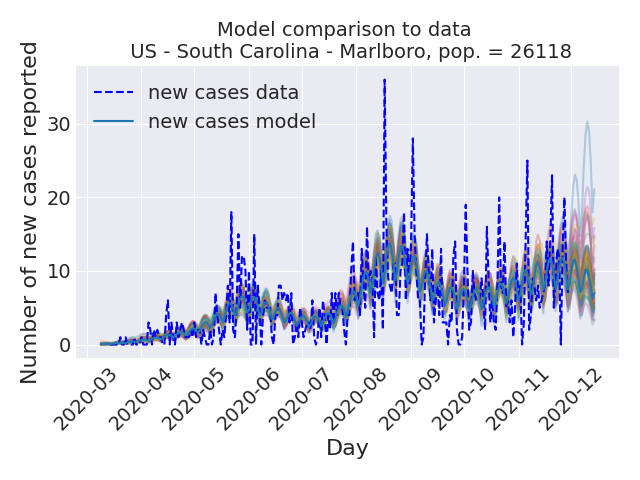 Model comparison to data
US - South Carolina - Marlboro, pop. = 26118
Number of new cases reported
new cases data
new cases model
30
20
10
0
2020-03
2020-04
2020-05
2020-06
2020-07
2020-08
2020-09
2020-10
2020-11
2020-12
Day